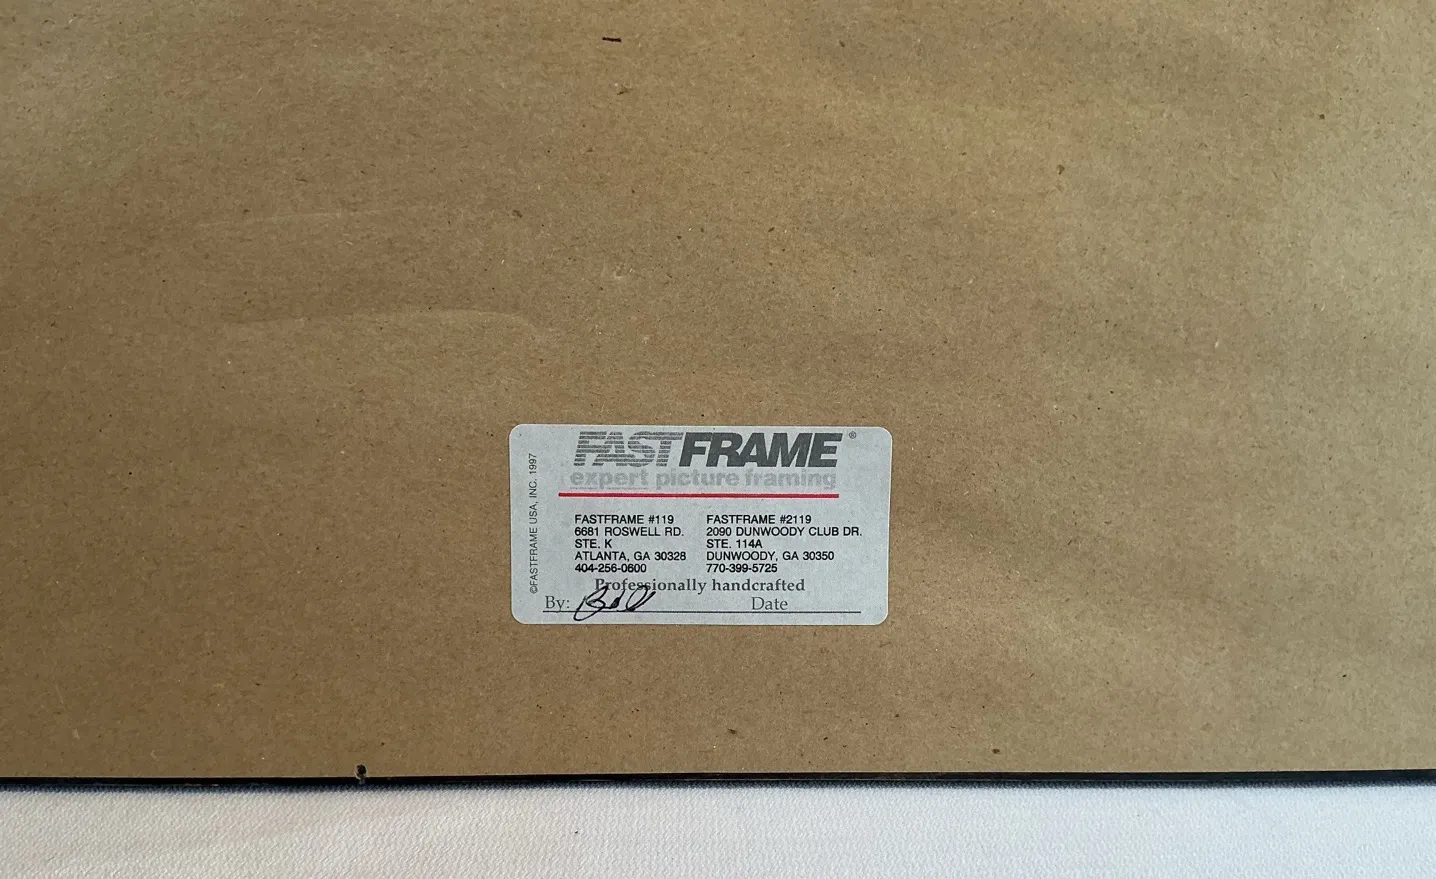 FASTFRAME®
expert picture framing
©FASTFRAME USA, INC. 1997
FASTFRAME #119
6681 ROSWELL RD.
STE. K
ATLANTA, GA 30328
404-256-0600
FASTFRAME #2119
2090 DUNWOODY CLUB DR.
STE. 114A
DUNWOODY, GA 30350
770-399-5725
Professionally handcrafted
By: Bill Date